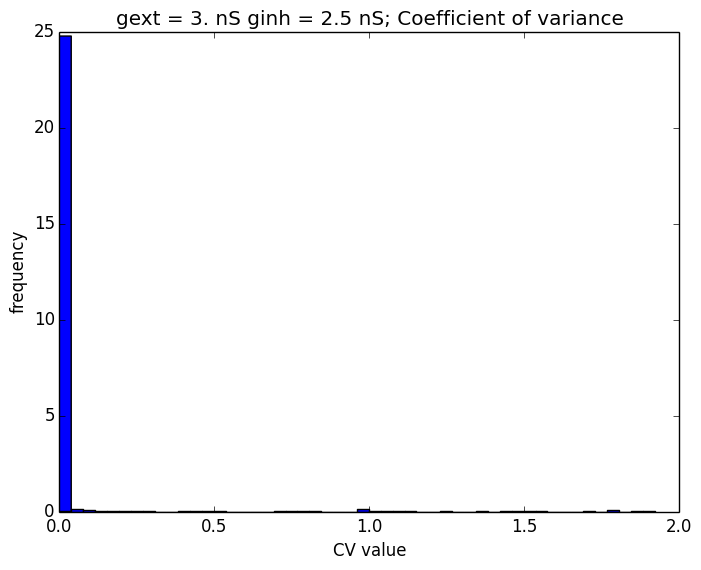 gext = 3. nS ginh = 2.5 nS; Coefficient of variance
25
20
15
10
5
0
0.0 0.5 1.0 1.5 2.0
frequency
CV value